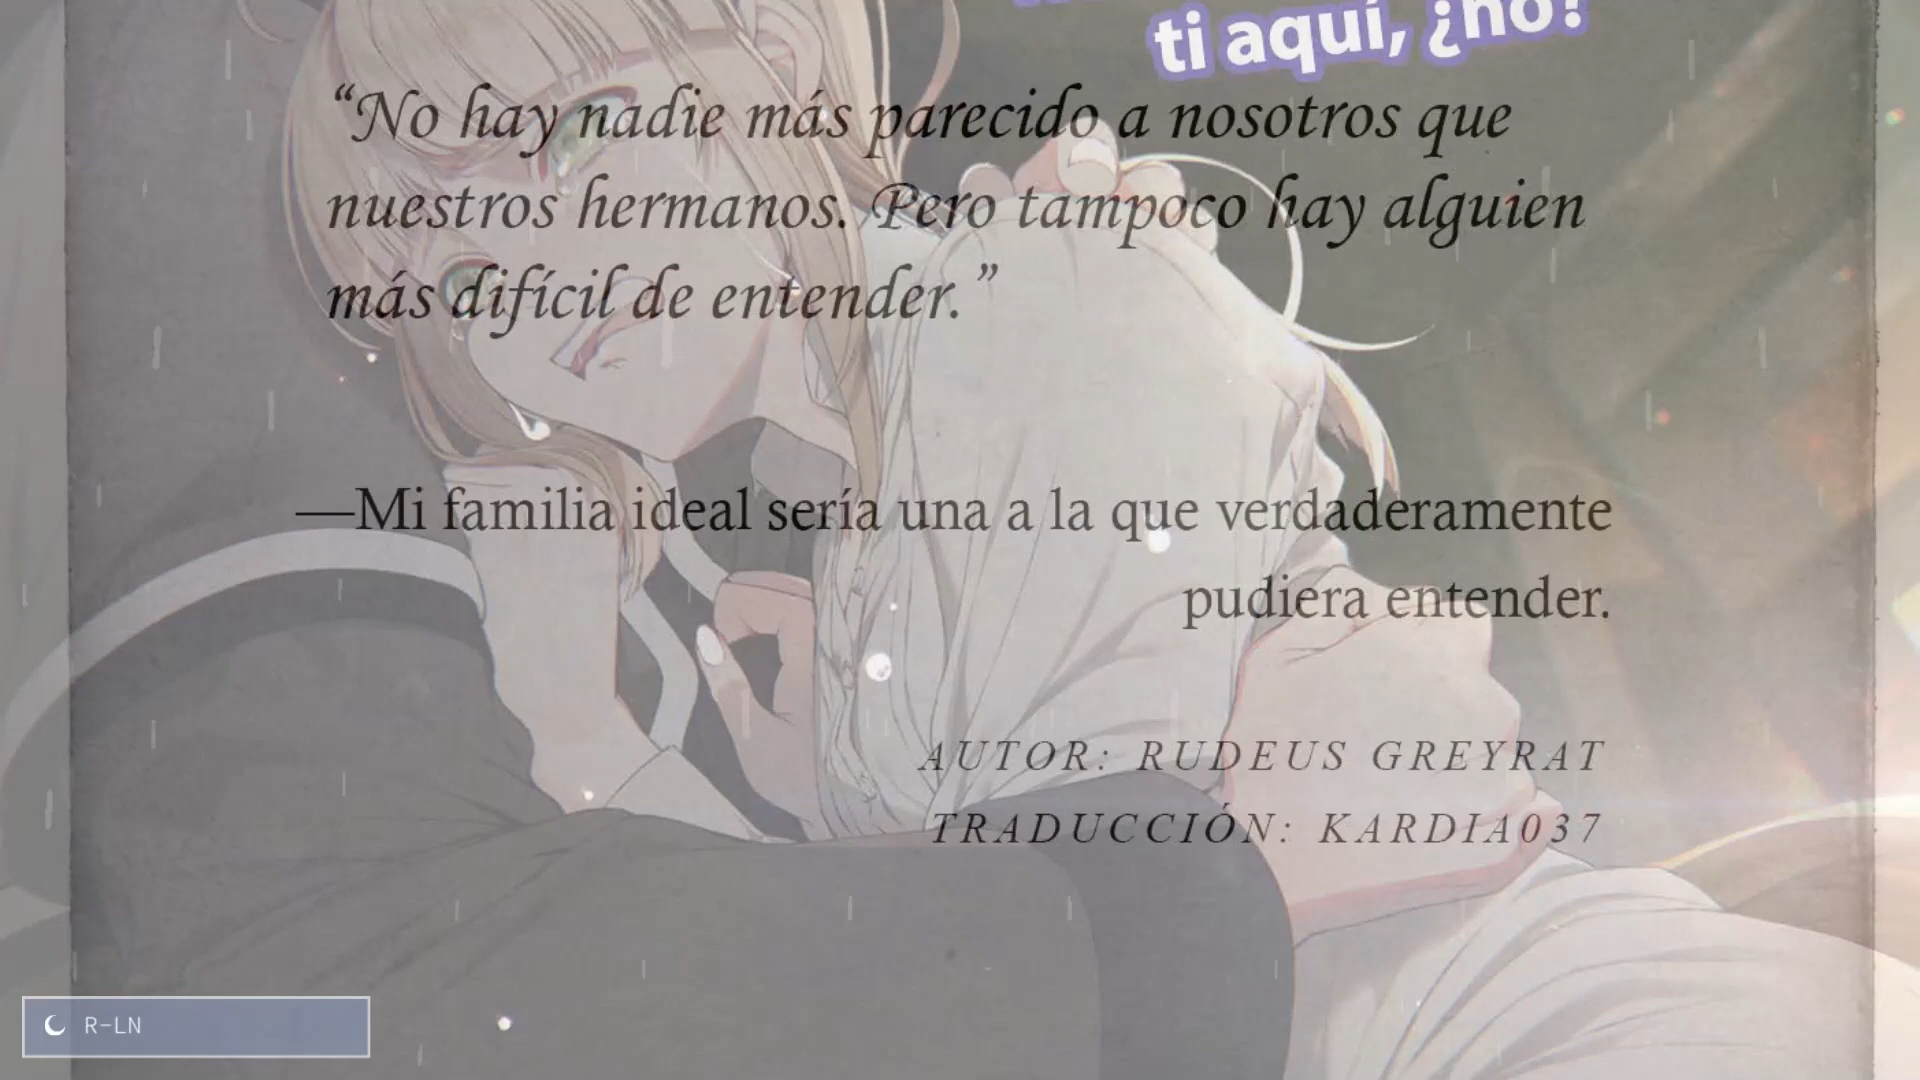 ti aquí, ¿no?
“No hay nadie más parecido a nosotros que
nuestros hermanos. Pero tampoco hay alguien
más difícil de entender.”
—Mi familia ideal sería una a la que verdaderamente
pudiera entender.
AUTOR: RUDEUS GREYRAT
TRADUCCIÓN: KARDIA037
R-LN